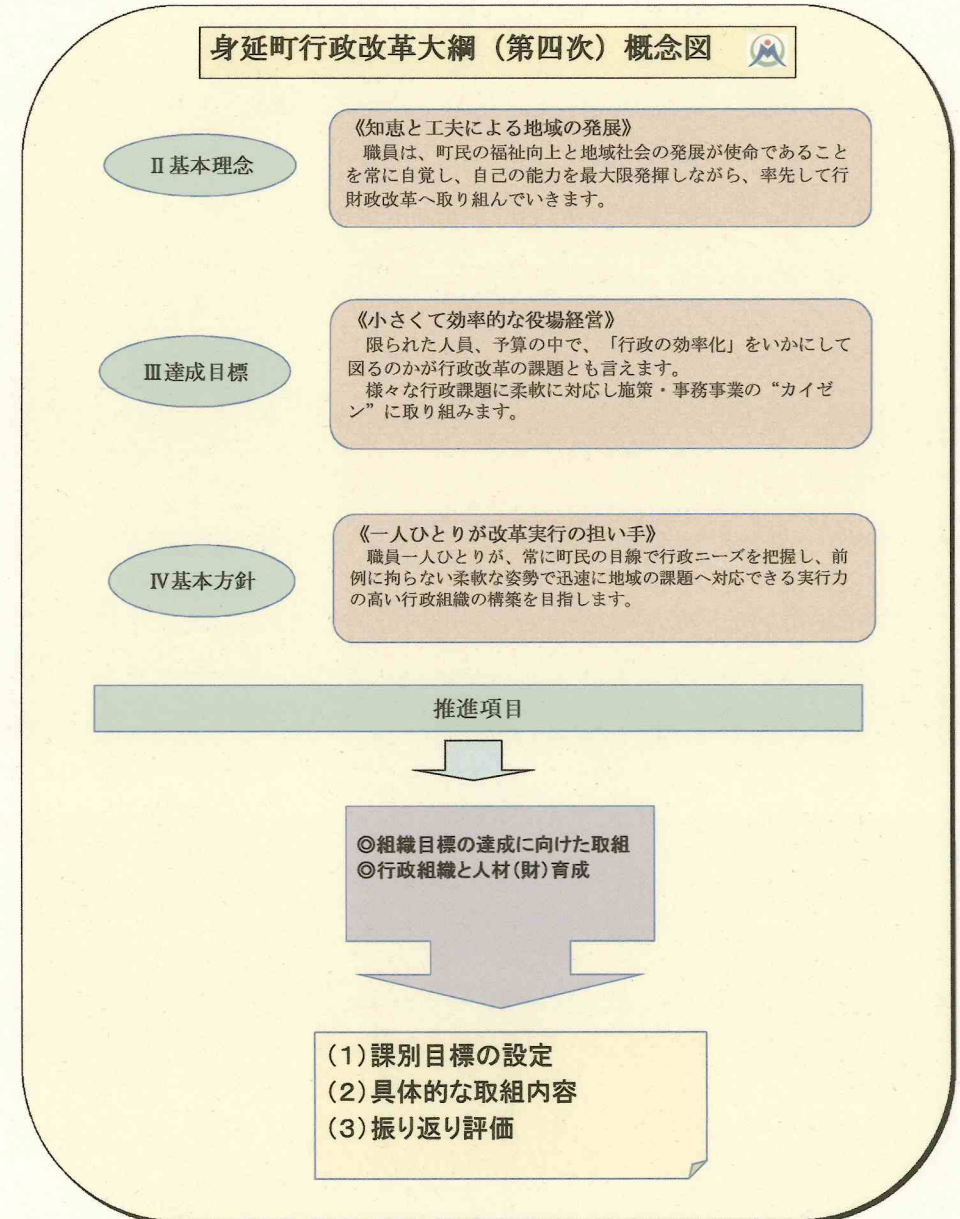 身延町行政改革大綱（第四次）概念図
Ⅱ基本理念
《知恵と工夫による地域の発展》
職員は、町民の福祉向上と地域社会の発展が使命であること
を常に自覚し、自己の能力を最大限発揮しながら、率先して行
財政改革へ取り組んでいきます。
Ⅲ達成目標
《小さくて効率的な役場経営》
限られた人員、予算の中で、「行政の効率化」をいかにして
図るのかが行政改革の課題とも言えます。
様々な行政課題に柔軟に対応し施策・事務事業の“カイゼ
ン”に取り組みます。
Ⅳ基本方針
《一人ひとりが改革実行の担い手》
職員一人ひとりが、常に町民の目線で行政ニーズを把握し、前
例に拘らない柔軟な姿勢で迅速に地域の課題へ対応できる実行力
の高い行政組織の構築を目指します。
推進項目
◎組織目標の達成に向けた取組
◎行政組織と人材(財)育成
(1)課別目標の設定
(2)具体的な取組内容
(3)振り返り評価